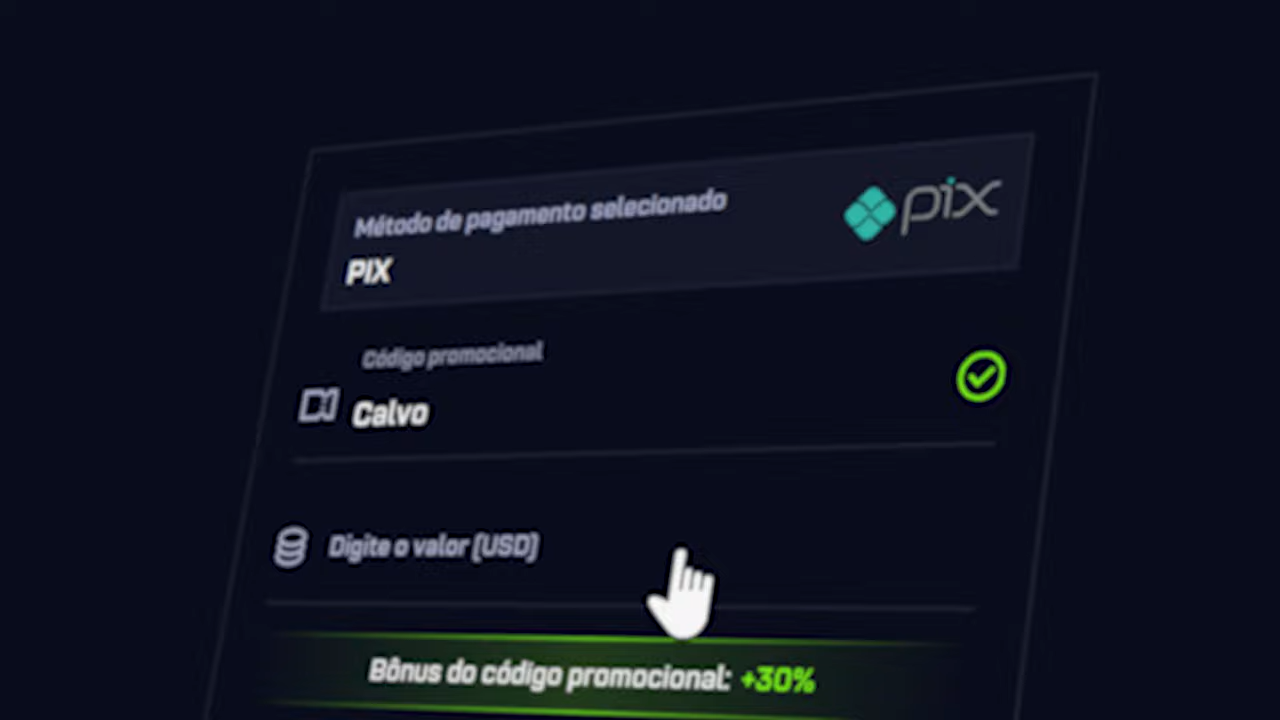 Método de pagamento selecionado
pix
PIX
Código promocional
Calvo
Digite o valor (USD)
Bônus do código promocional: +30%